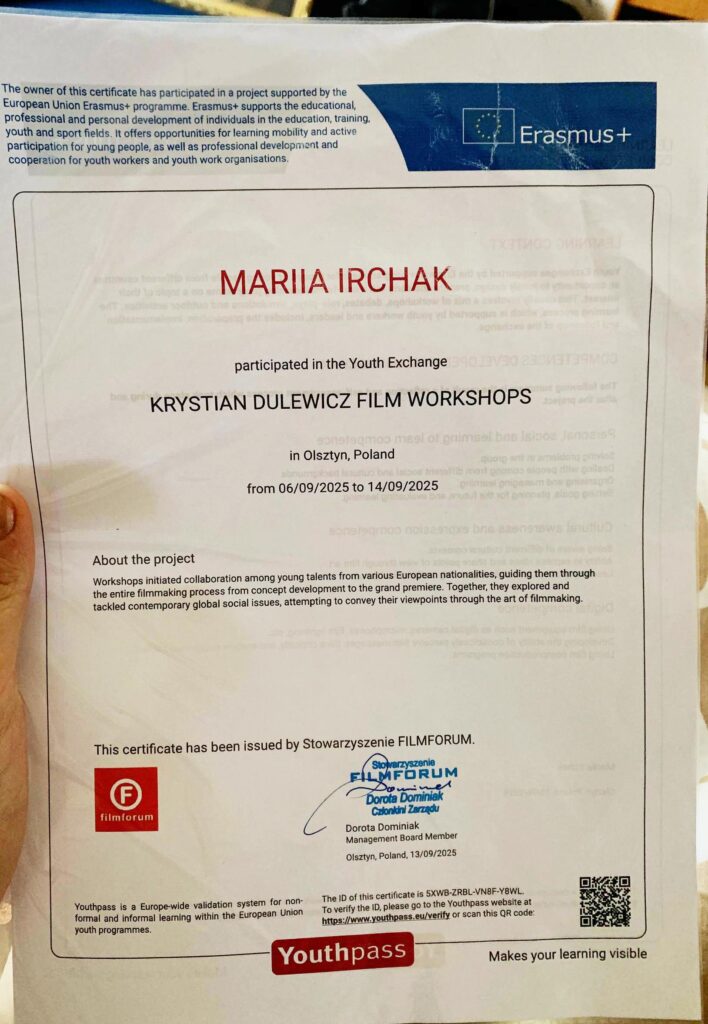 The owner of this certificate has participated in a project supported by the
European Union Erasmus+ programme. Erasmus+ supports the educational,
professional and personal development of individuals in the education, training,
youth and sport fields. It offers opportunities for learning mobility and active
participation for young people, as well as professional development and
cooperation for youth workers and youth work organisations.
Erasmus+
MARIIA IRCHAK
participated in the Youth Exchange
KRYSTIAN DULEWICZ FILM WORKSHOPS
in Olsztyn, Poland
from 06/09/2025 to 14/09/2025
About the project
Workshops initiated collaboration among young talents from various European nationalities, guiding them through
the entire filmmaking process from concept development to the grand premiere. Together, they explored and
tackled contemporary global social issues, attempting to convey their viewpoints through the art of filmmaking.
This certificate has been issued by Stowarzyszenie FILMFORUM.
F
filmforum
Stowarzyszenie
FILMFORUM
Dorota Dominiak
Członkini Zarządu
Dorota Dominiak
Management Board Member
Olsztyn, Poland, 13/09/2025
Youthpass is a Europe-wide validation system for non-
formal and informal learning within the European Union
youth programmes.
The ID of this certificate is 5XWB-ZRBL-VN8F-Y8WL.
To verify the ID, please go to the Youthpass website at
https://www.youthpass.eu/verify or scan this QR code:
Youthpass
Makes your learning visible